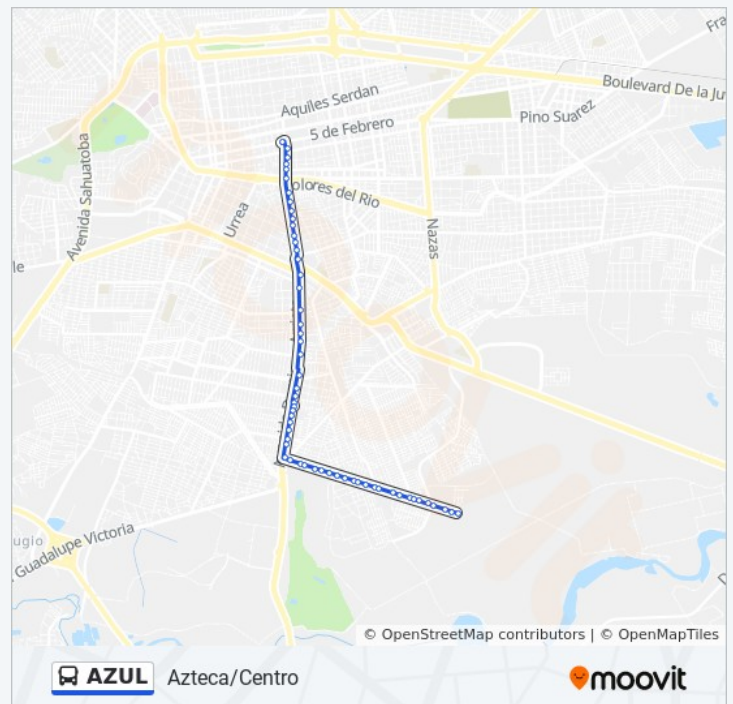 Fra
Boulevard De la Ju
Aquiles Serdan
Pino Suarez
5 de Febrero
olores del Rio
Avenida Sahuatoba
Urrea
Nazas
le
Guadalupe Victoria
ugio
© OpenStreetMap contributors | © OpenMapTiles
AZUL Azteca/Centro
moovit